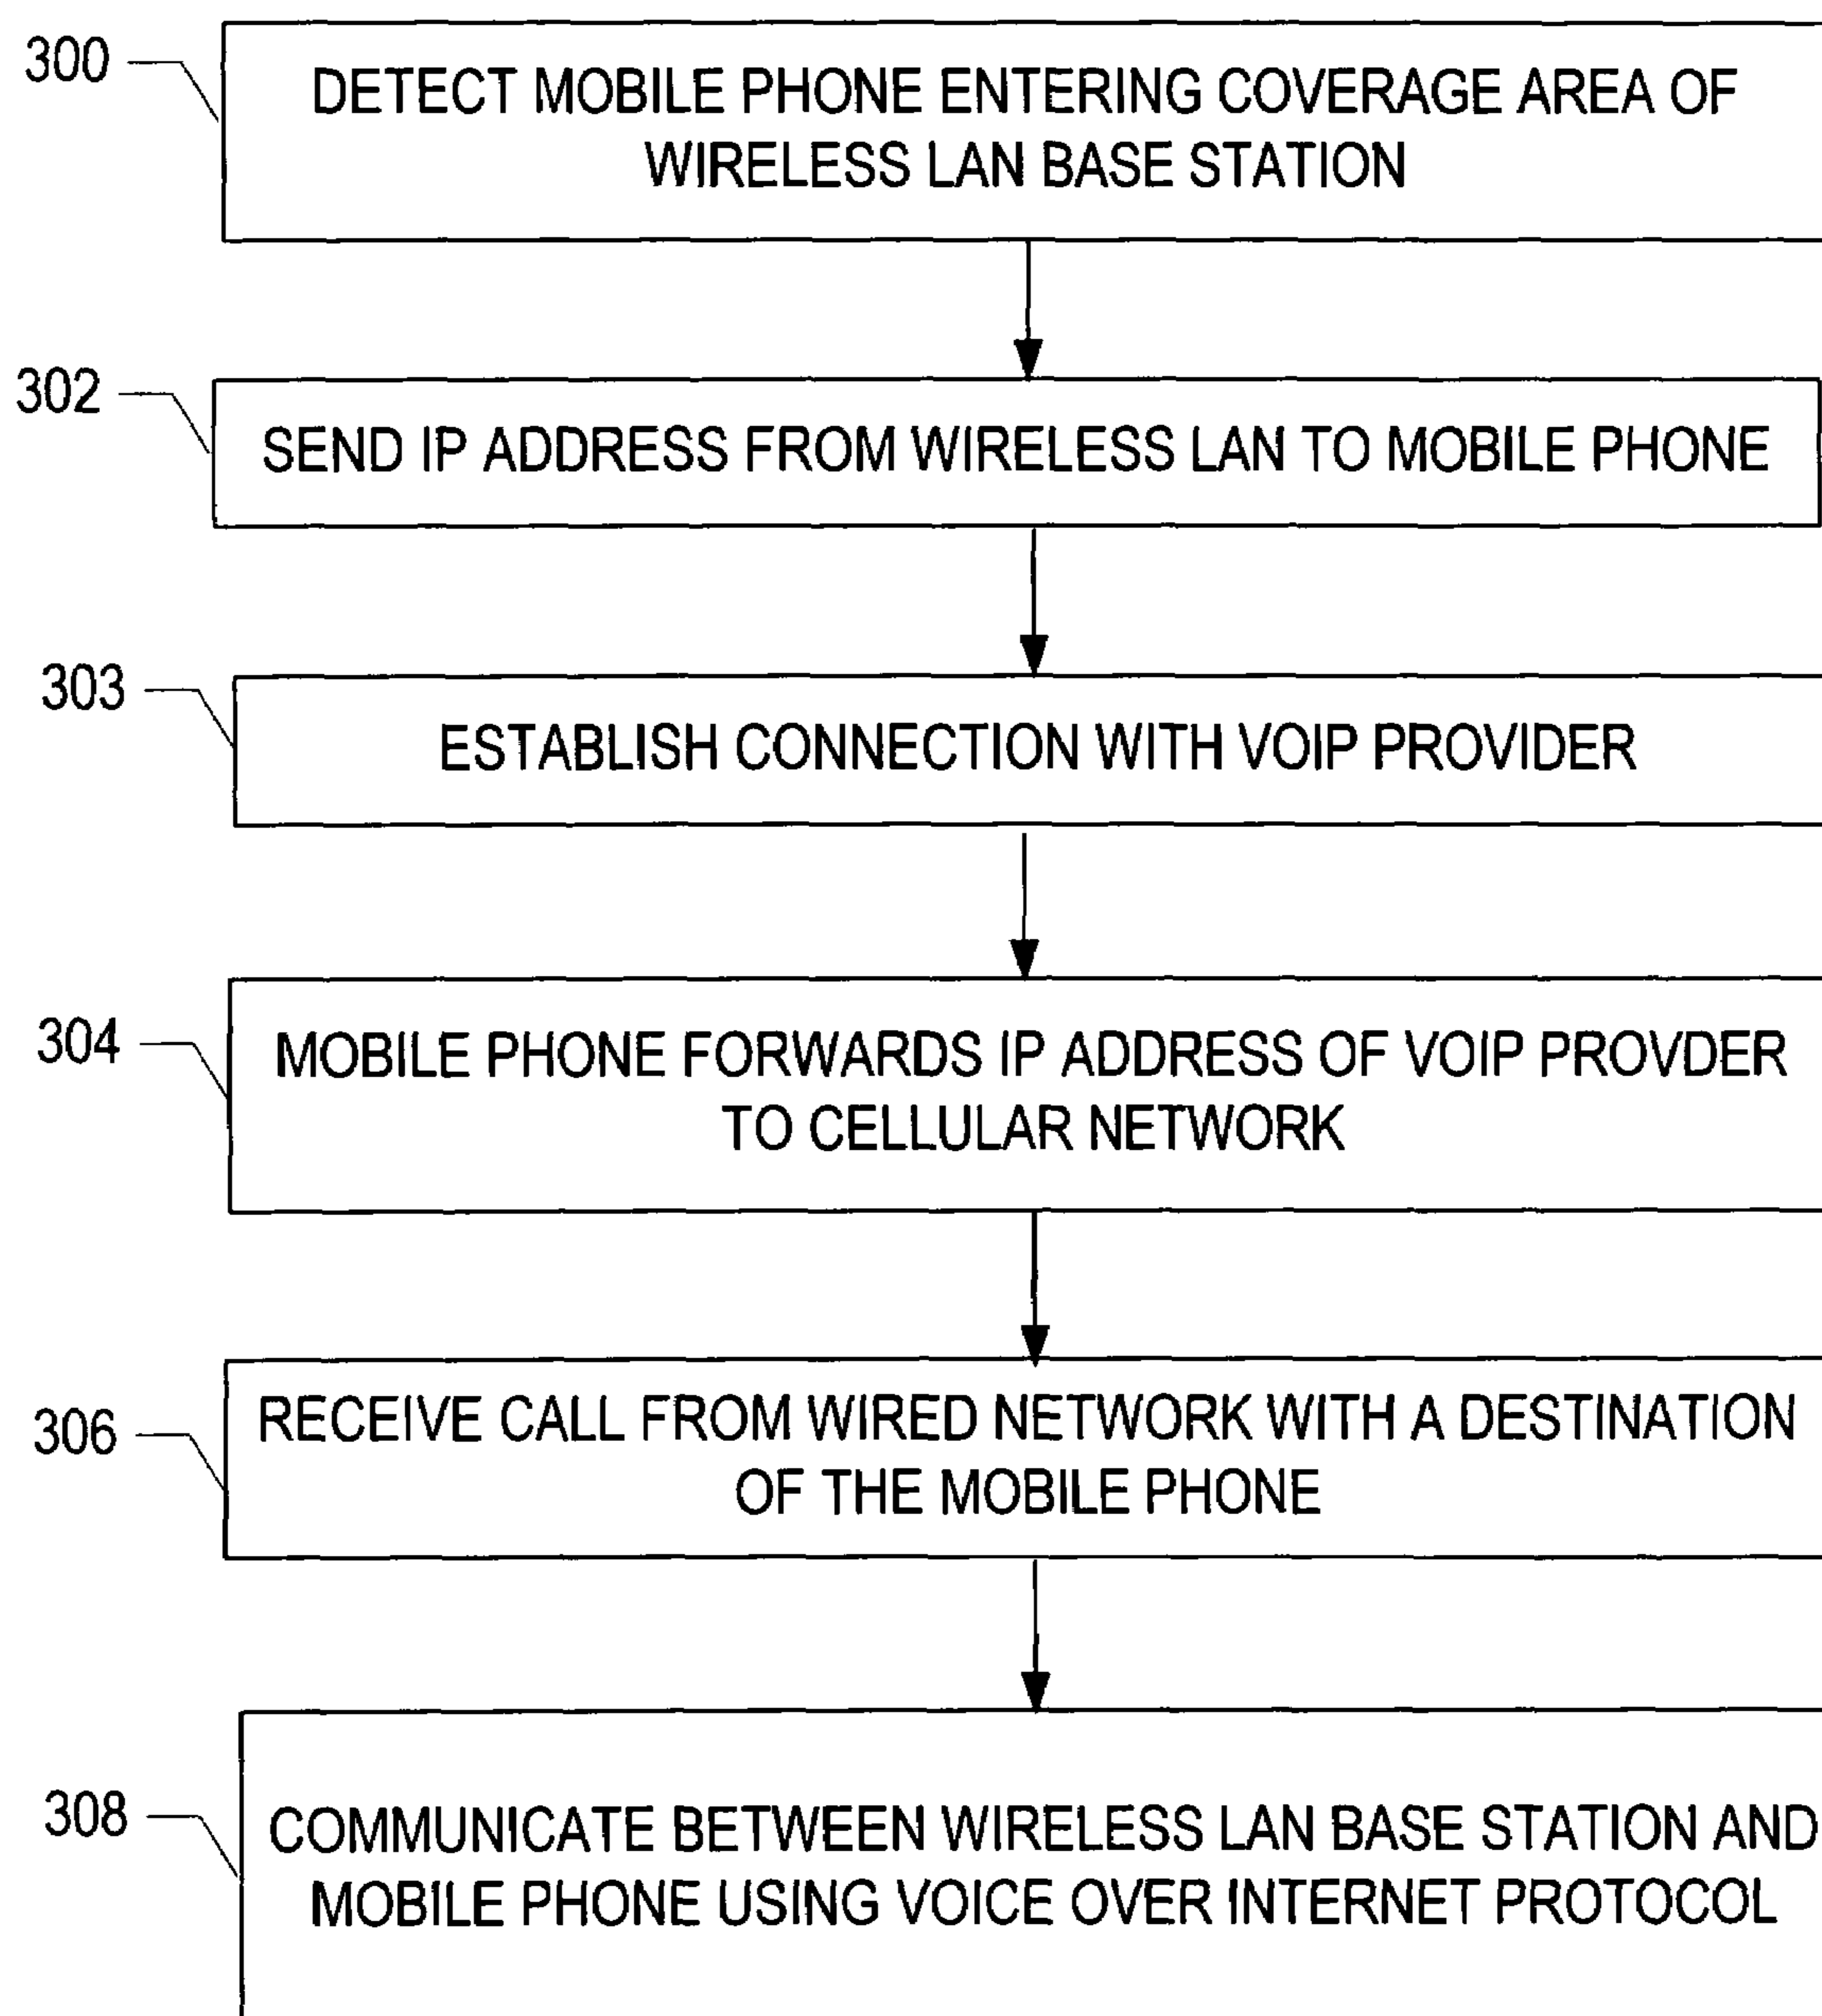 300
DETECT MOBILE PHONE ENTERING COVERAGE AREA OF
WIRELESS LAN BASE STATION
302
SEND IP ADDRESS FROM WIRELESS LAN TO MOBILE PHONE
303
ESTABLISH CONNECTION WITH VOIP PROVIDER
304
MOBILE PHONE FORWARDS IP ADDRESS OF VOIP PROVDER
TO CELLULAR NETWORK
306
RECEIVE CALL FROM WIRED NETWORK WITH A DESTINATION
OF THE MOBILE PHONE
308
COMMUNICATE BETWEEN WIRELESS LAN BASE STATION AND
MOBILE PHONE USING VOICE OVER INTERNET PROTOCOL